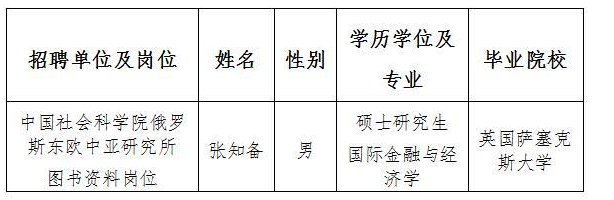 招聘单位及岗位
姓名
性别
学历学位及
专业
毕业院校
中国社会科学院俄罗
斯东欧中亚研究所
图书资料岗位
张知备
男
硕士研究生
国际金融与经
济学
英国萨塞克
斯大学